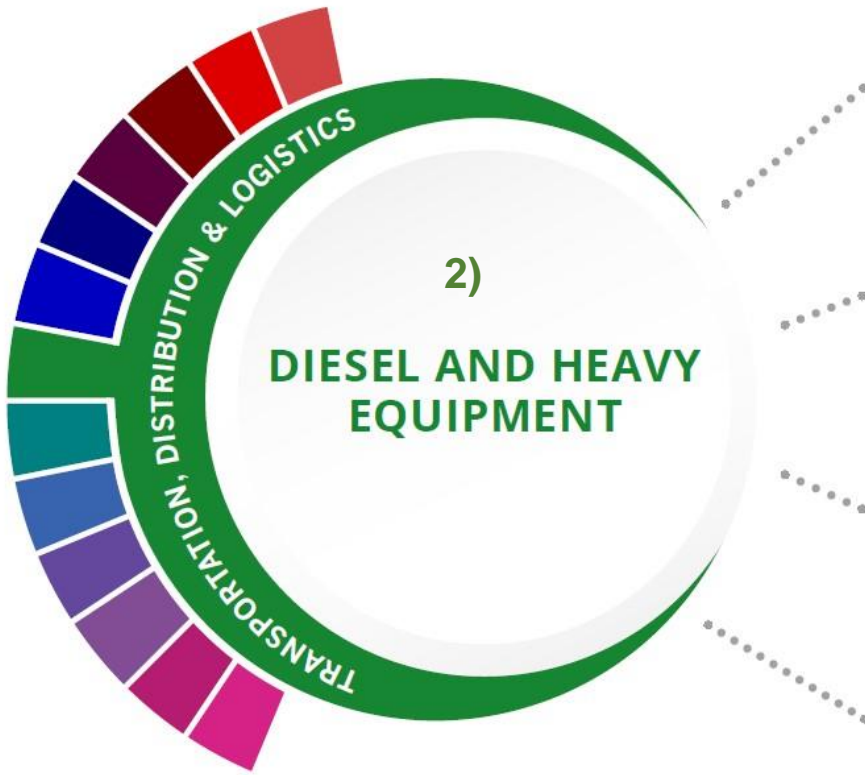 TRANSPORTATION, DISTRIBUTION & LOGISTICS
2)
DIESEL AND HEAVY
EQUIPMENT